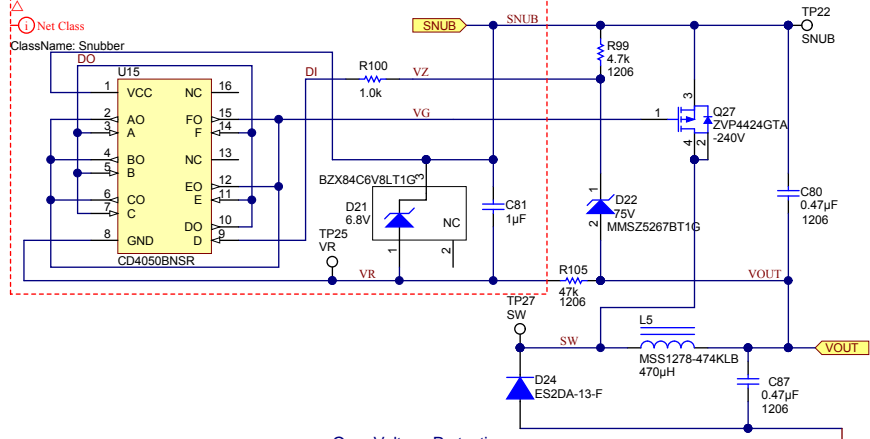 SNUB
SNUB
TP22
SNUB
i Net Class
ClassName: Snubber
DO
U15
DI
R100
1.0k
VZ
R99
4.7k
1206
1 VCC NC 16
2 AO FO 15
3 A F 14
4 BO NC 13
5 B
6 CO EO 12
7 C E 11
DO 10
8 GND D 9
CD4050BNSR
VG
1
3
4
2
Q27
ZVP4424GTA
-240V
BZX84C6V8LT1G
3
D21
6.8V
NC
1
2
C81
1µF
1
D22
75V
MMSZ5267BT1G
2
C80
0.47µF
1206
TP25
VR
VR
R105
47k
1206
VOUT
TP27
SW
SW
L5
MSS1278-474KLB
470µH
VOUT
D24
ES2DA-13-F
C87
0.47µF
1206